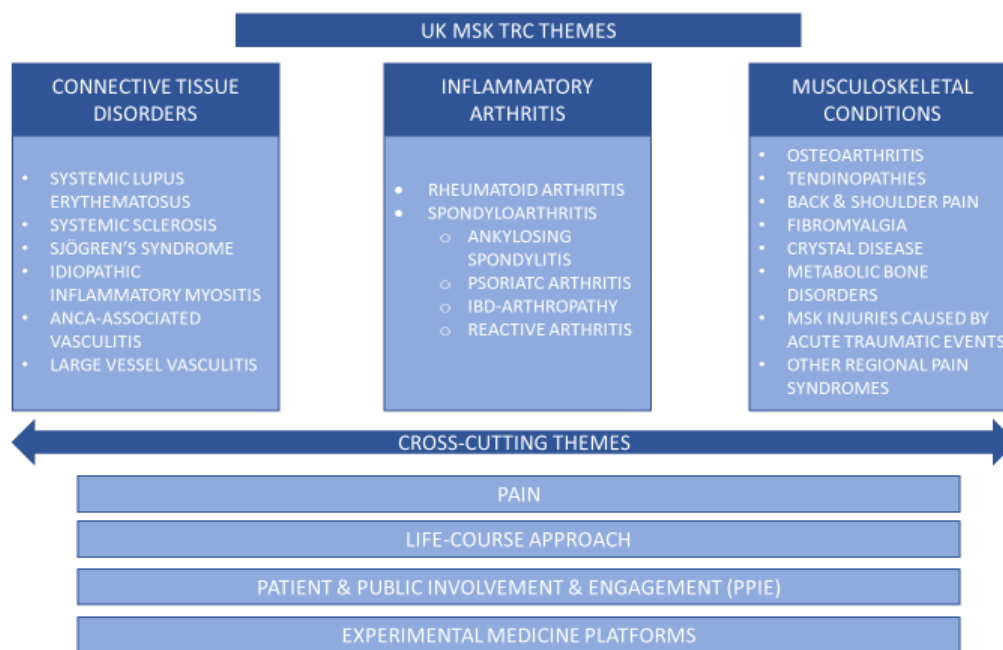 UK MSK TRC THEMES
CONNECTIVE TISSUE
DISORDERS
• SYSTEMIC LUPUS
ERYTHEMATOSUS
• SYSTEMIC SCLEROSIS
• SJÖGREN'S SYNDROME
• IDIOPATHIC
INFLAMMATORY MYOSITIS
• ANCA-ASSOCIATED
VASCULITIS
• LARGE VESSEL VASCULITIS
INFLAMMATORY
ARTHRITIS
• RHEUMATOID ARTHRITIS
• SPONDYLOARTHRITIS
o ANKYLOSING
SPONDYLITIS
o PSORIATC ARTHRITIS
o IBD-ARTHROPATHY
o REACTIVE ARTHRITIS
MUSCULOSKELETAL
CONDITIONS
• OSTEOARTHRITIS
• TENDINOPATHIES
• BACK & SHOULDER PAIN
• FIBROMYALGIA
• CRYSTAL DISEASE
• METABOLIC BONE
DISORDERS
• MSK INJURIES CAUSED BY
ACUTE TRAUMATIC EVENTS
• OTHER REGIONAL PAIN
SYNDROMES
CROSS-CUTTING THEMES
PAIN
LIFE-COURSE APPROACH
PATIENT & PUBLIC INVOLVEMENT & ENGAGEMENT (PPIE)
EXPERIMENTAL MEDICINE PLATFORMS